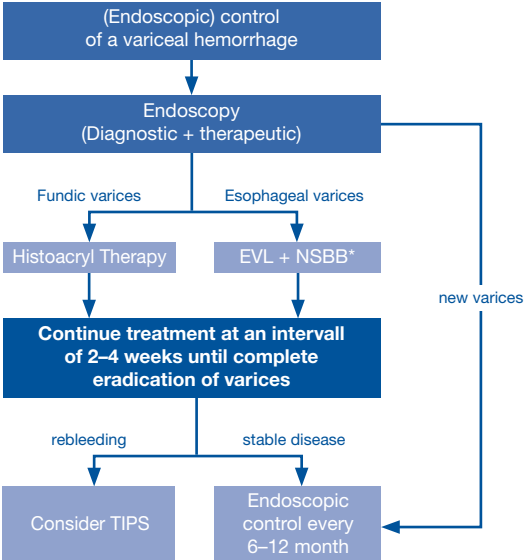 (Endoscopic) control
of a variceal hemorrhage
Endoscopy
(Diagnostic + therapeutic)
Fundic varices
Esophageal varices
Histoacryl Therapy
EVL + NSBB*
new varices
Continue treatment at an intervall
of 2–4 weeks until complete
eradication of varices
rebleeding
stable disease
Consider TIPS
Endoscopic
control every
6–12 month